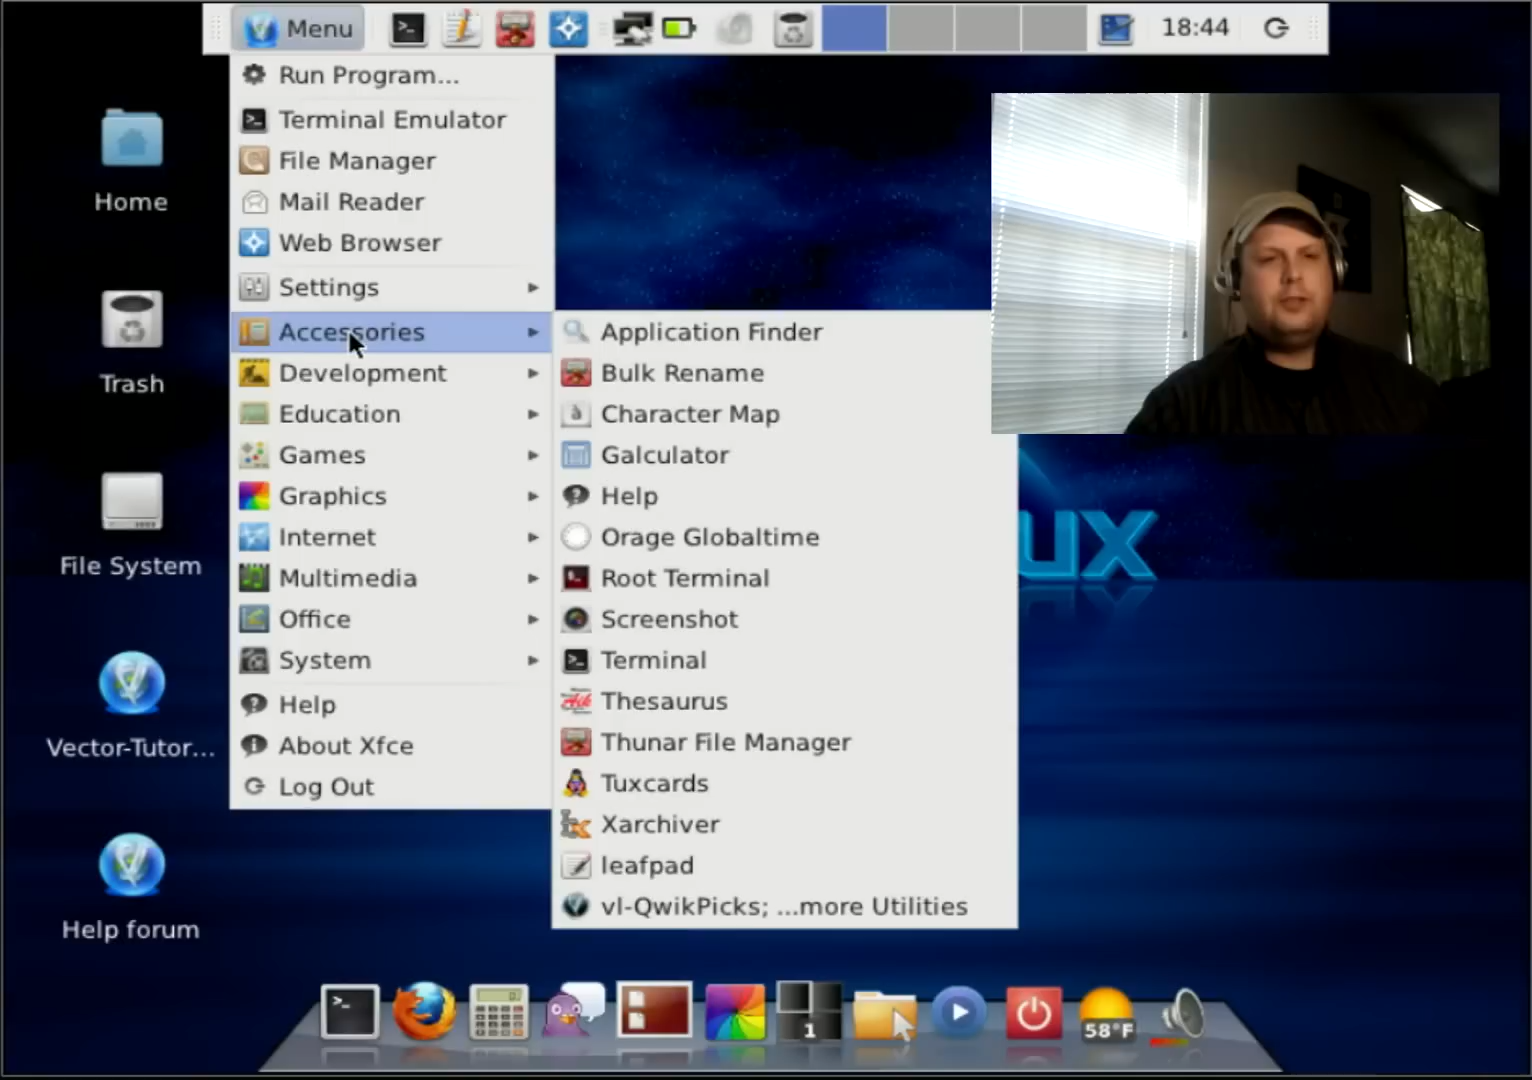 Menu
18:44
Run Program...
Terminal Emulator
File Manager
Mail Reader
Web Browser
Settings
Accessories
Development
Education
Games
Graphics
Internet
Multimedia
Office
System
Help
About Xfce
Log Out
Application Finder
Bulk Rename
Character Map
Galculator
Help
Orage Globaltime
Root Terminal
Screenshot
Terminal
Thesaurus
Thunar File Manager
Tuxcards
Xarchiver
leafpad
vl-QwikPicks; ...more Utilities
Home
Trash
File System
Vector-Tutor...
Help forum
ux
1
58°F